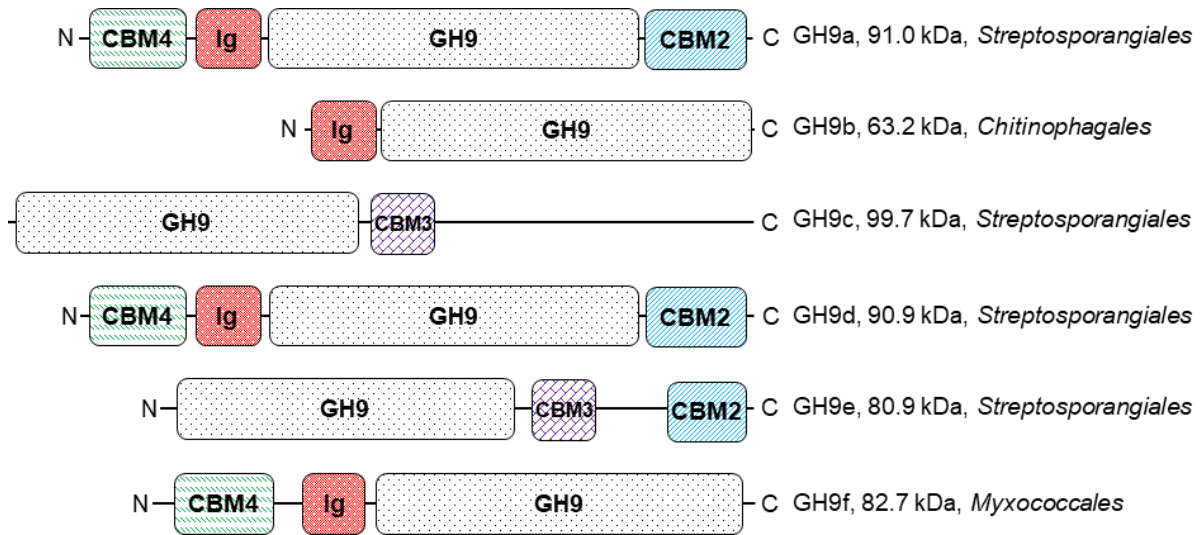 N CBM4 Ig GH9 CBM2 C GH9a, 91.0 kDa, Streptosporangiales
N Ig GH9 C GH9b, 63.2 kDa, Chitinophagales
GH9 CBM3 C GH9c, 99.7 kDa, Streptosporangiales
N CBM4 Ig GH9 CBM2 C GH9d, 90.9 kDa, Streptosporangiales
N GH9 CBM3 CBM2 C GH9e, 80.9 kDa, Streptosporangiales
N CBM4 Ig GH9 C GH9f, 82.7 kDa, Myxococcales